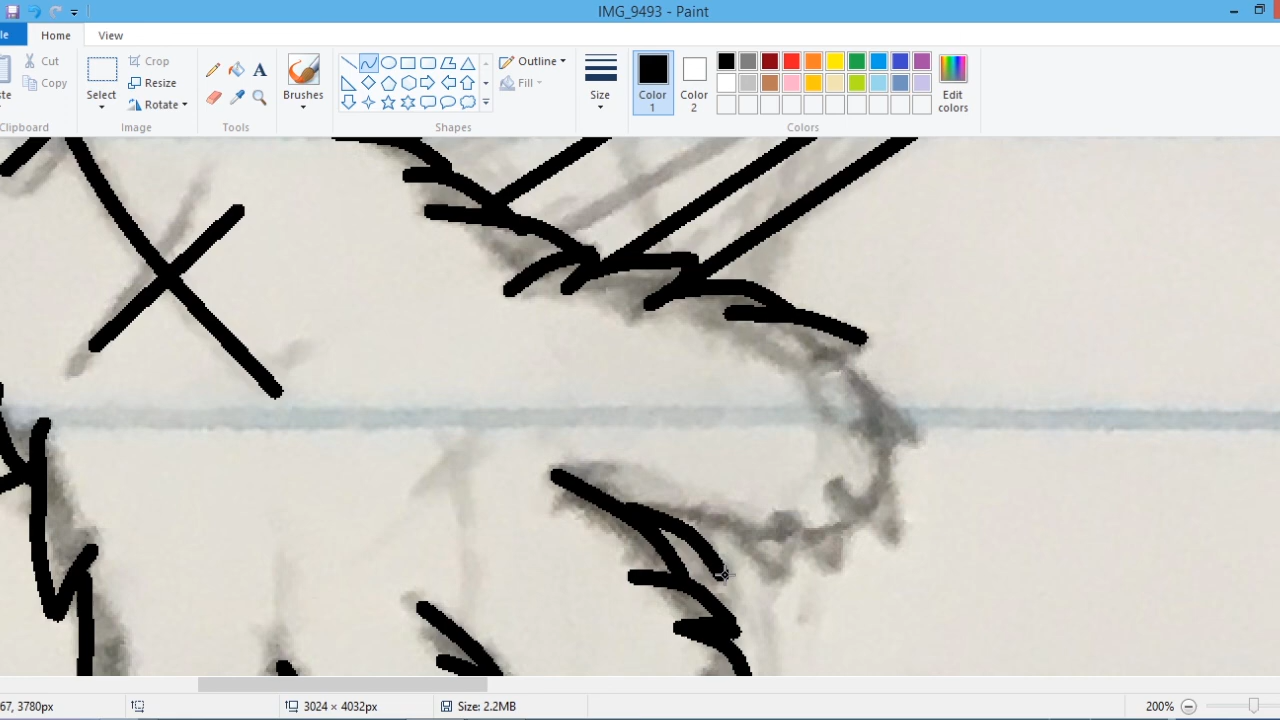 IMG_9493 - Paint
Home View
Cut
Copy
Clipboard
Select
Crop
Resize
Rotate
Image
A
Tools
Brushes
Outline
Fill
Shapes
Size
Color
1
Color
2
Edit
colors
Colors
67, 3780px
3024 × 4032px
Size: 2.2MB
200%